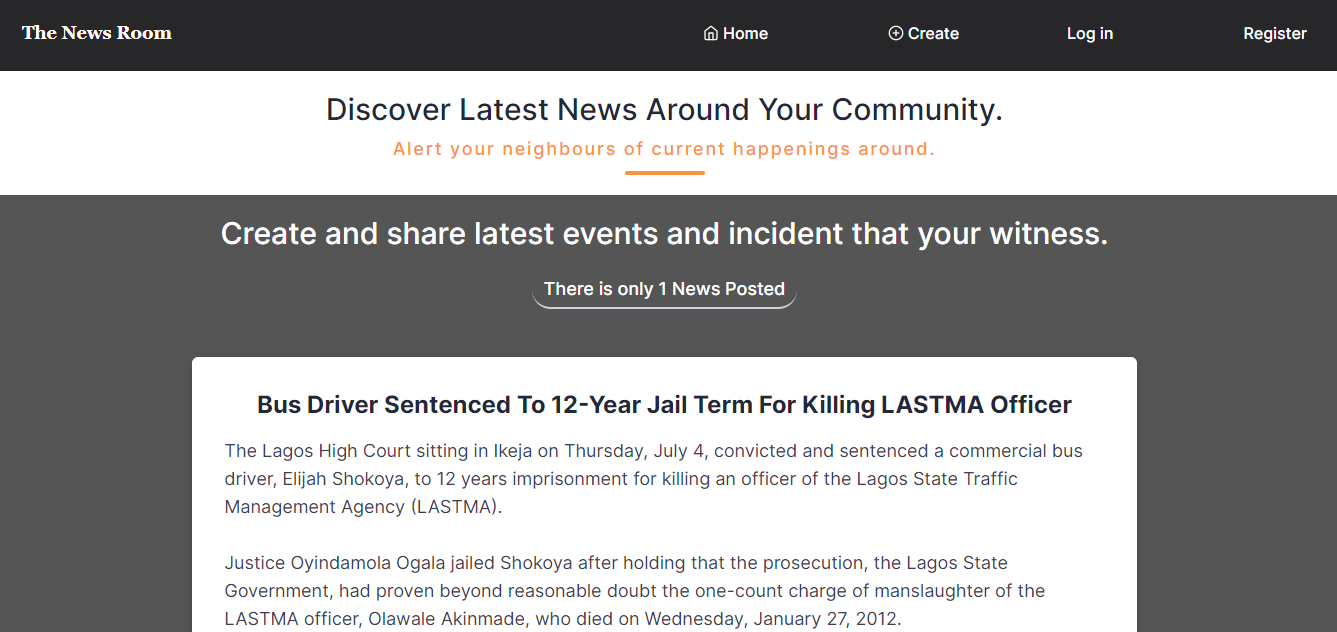 The News Room
Home
Create
Log in
Register
Discover Latest News Around Your Community.
Alert your neighbours of current happenings around.
Create and share latest events and incident that your witness.
There is only 1 News Posted
Bus Driver Sentenced To 12-Year Jail Term For Killing LASTMA Officer
The Lagos High Court sitting in Ikeja on Thursday, July 4, convicted and sentenced a commercial bus
driver, Elijah Shokoya, to 12 years imprisonment for killing an officer of the Lagos State Traffic
Management Agency (LASTMA).
Justice Oyindamola Ogala jailed Shokoya after holding that the prosecution, the Lagos State
Government, had proven beyond reasonable doubt the one-count charge of manslaughter of the
LASTMA officer, Olawale Akinmade, who died on Wednesday, January 27, 2012.